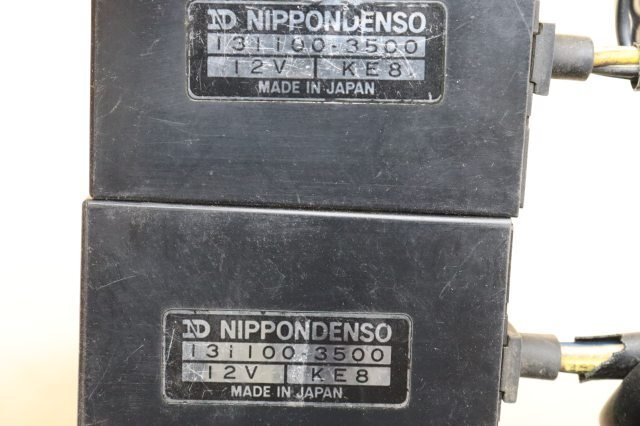 ND NIPPONDENSO
131100-3500
12V KE8
MADE IN JAPAN
ND NIPPONDENSO
131100-3500
12V KE8
MADE IN JAPAN